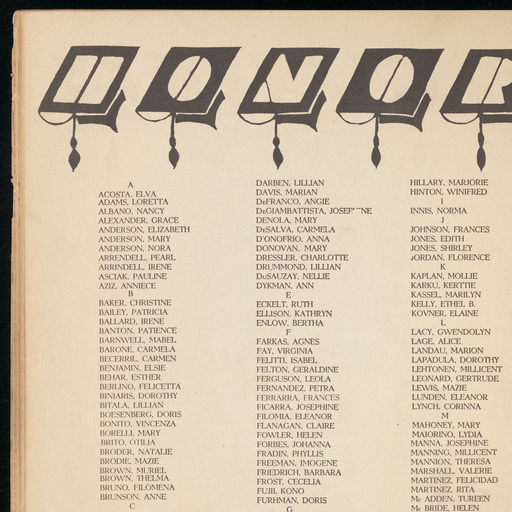 HONOR
A
ACOSTA, ELVA
ADAMS, LORETTA
ALBANO, NANCY
ALEXANDER, GRACE
ANDERSON, ELIZABETH
ANDERSON, MARY
ANDERSON, NORA
ARRENDELL, PEARL
ARRINDELL, IRENE
ASCIAK, PAULINE
AZIZ, ANNIECE
B
BAKER, CHRISTINE
BAILEY, PATRICIA
BALLARD, IRENE
BANTON, PATIENCE
BARNWELL, MABEL
BARONE, CARMELA
BECERRIL, CARMEN
BENJAMIN, ELSIE
BEHAR, ESTHER
BERLINO, FELICETTA
BINIARIS, DOROTHY
BITALA, LILLIAN
BOESENBERG, DORIS
BONITO, VINCENZA
BORELLI, MARY
BRITO, OTILIA
BRODER, NATALIE
BRODIE, MAZIE
BROWN, MURIEL
BROWN, THELMA
BRUNO, FILOMENA
BRUNSON, ANNE
C
DARBEN, LILLIAN
DAVIS, MARIAN
DeFRANCO, ANGIE
DeGIAMBATTISTA,
DENOLA, MARY
DeSALVA, CARMELA
D'ONOFRIO, ANNA
DONOVAN, MARY
DRESSLER, CHARLOTTE
DRUMMOND, LILLIAN
DeSAUZAY, NELLIE
DYKMAN, ANN
E
ECKELT, RUTH
ELLISON, KATHRYN
ENLOW, BERTHA
F
FARKAS, AGNES
FAY, VIRGINIA
FELITTI, ISABEL
FELTON, GERALDINE
FERGUSON, LEOLA
FERNANDEZ, PETRA
FERRARRA, FRANCES
FICARRA, JOSEPHINE
FILOMIA, ELEANOR
FLANAGAN, CLAIRE
FOWLER, HELEN
FORBES, JOHANNA
FRADIN, PHYLLIS
FREEMAN, IMOGENE
FRIEDRICH, BARBARA
FROST, CECELIA
FUJII, KONO
FURHMAN, DORIS
G
HILLARY, MARJORIE
HINTON, WINIFRED
I
INNIS, NORMA
J
JOHNSON, FRANCES
JONES, EDITH
JONES, SHIRLEY
JORDAN, FLORENCE
K
KAPLAN, MOLLIE
KARKU, KERTTIE
KASSEL, MARILYN
KELLY, ETHEL B.
KOVNER, ELAINE
L
LACY, GWENDOLYN
LAGE, ALICE
LANDAU, MARION
LAPADULA, DOROTHY
LEHTONEN, MILLICENT
LEONARD, GERTRUDE
LEWIS, MAZIE
LUNDEN, ELEANOR
LYNCH, CORINNA
M
MAHONEY, MARY
MAIORINO, LYDIA
MANNA, JOSEPHINE
MANNING, MILLICENT
MANNION, THERESA
MARSHALL, VALERIE
MARTINEZ, FELICIDAD
MARTINEZ, RITA
Mc ADDEN, TUREEN
Mc BRIDE, HELEN